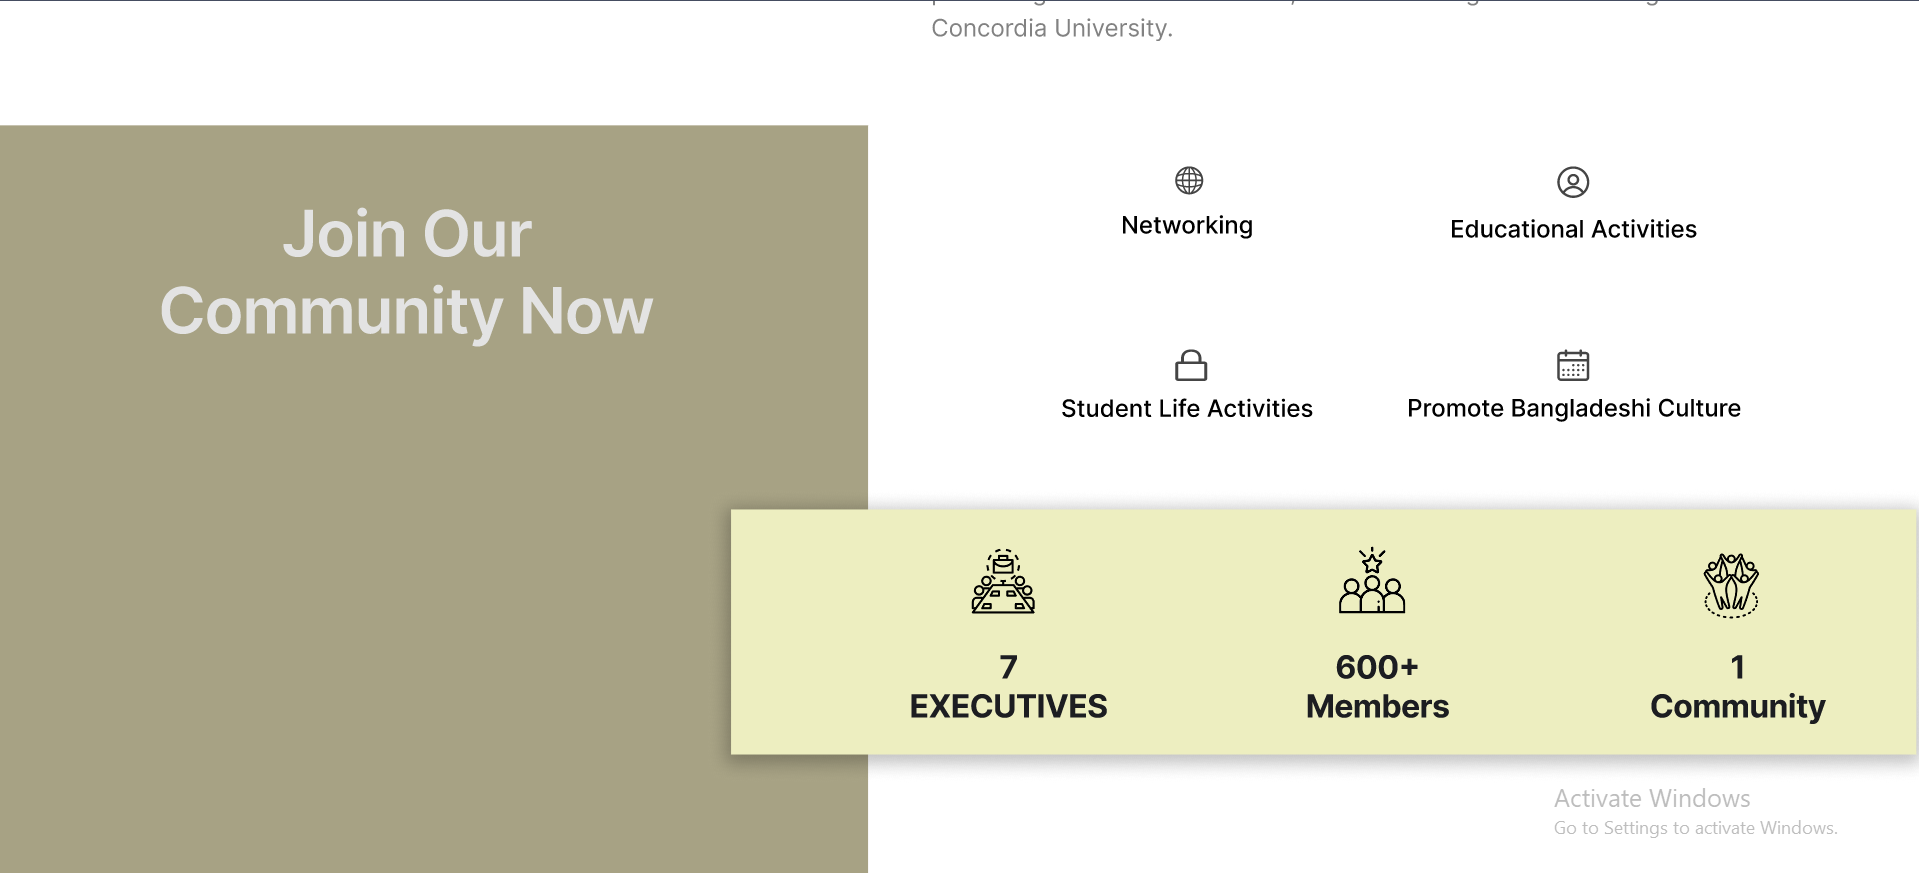 Concordia University.
Join Our
Community Now
Networking
Educational Activities
Student Life Activities
Promote Bangladeshi Culture
7
EXECUTIVES
600+
Members
1
Community
Activate Windows
Go to Settings to activate Windows.